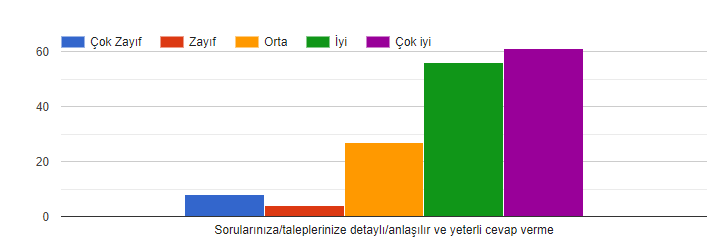 Çok Zayıf Zayıf Orta İyi Çok iyi
60
40
20
0
Sorularınıza/taleplerinize detaylı/anlaşılır ve yeterli cevap verme